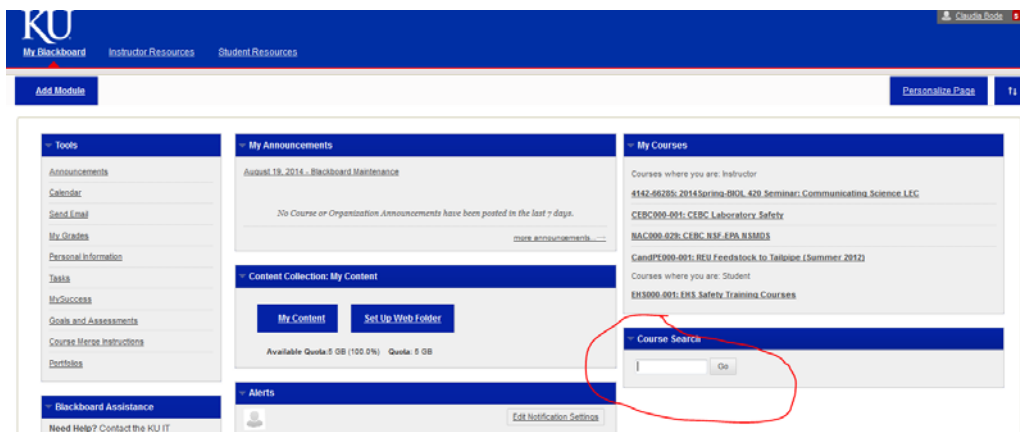 KU
Claudia Bode
5
My Blackboard
Instructor Resources
Student Resources
Add Module
Personalize Page
Tools
Announcements
Calendar
Send Email
My Grades
Personal Information
Tasks
MySuccess
Goals and Assessments
Course Merge Instructions
Portfolios
Blackboard Assistance
Need Help? Contact the KU IT
My Announcements
August 19, 2014 - Blackboard Maintenance
No Course or Organization Announcements have been posted in the last 7 days.
more announcements...
Content Collection: My Content
My Content
Set Up Web Folder
Available Quota:5 GB (100.0%) Quota: 5 GB
Alerts
Edit Notification Settings
My Courses
Courses where you are: Instructor
4142-66285: 2014Spring-BIOL 420 Seminar: Communicating Science LEC
CEBC000-001: CEBC Laboratory Safety
NAC000-029: CEBC NSF-EPA NSMDS
CandPE000-001: REU Feedstock to Tailpipe (Summer 2012)
Courses where you are: Student
EHS000-001: EHS Safety Training Courses
Course Search
Go